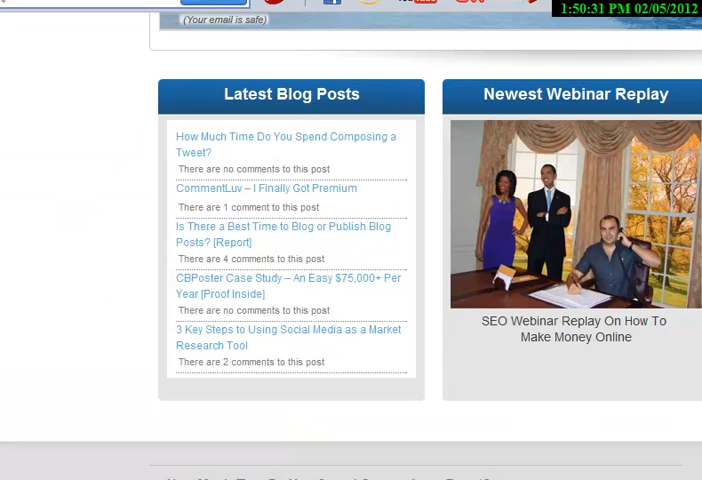 1:50:31 PM 02/05/2012
(Your email is safe)
Latest Blog Posts
How Much Time Do You Spend Composing a
Tweet?
There are no comments to this post
CommentLuv – I Finally Got Premium
There are 1 comment to this post
Is There a Best Time to Blog or Publish Blog
Posts? [Report]
There are 4 comments to this post
CBPoster Case Study – An Easy $75,000+ Per
Year [Proof Inside]
There are no comments to this post
3 Key Steps to Using Social Media as a Market
Research Tool
There are 2 comments to this post
Newest Webinar Replay
SEO Webinar Replay On How To
Make Money Online